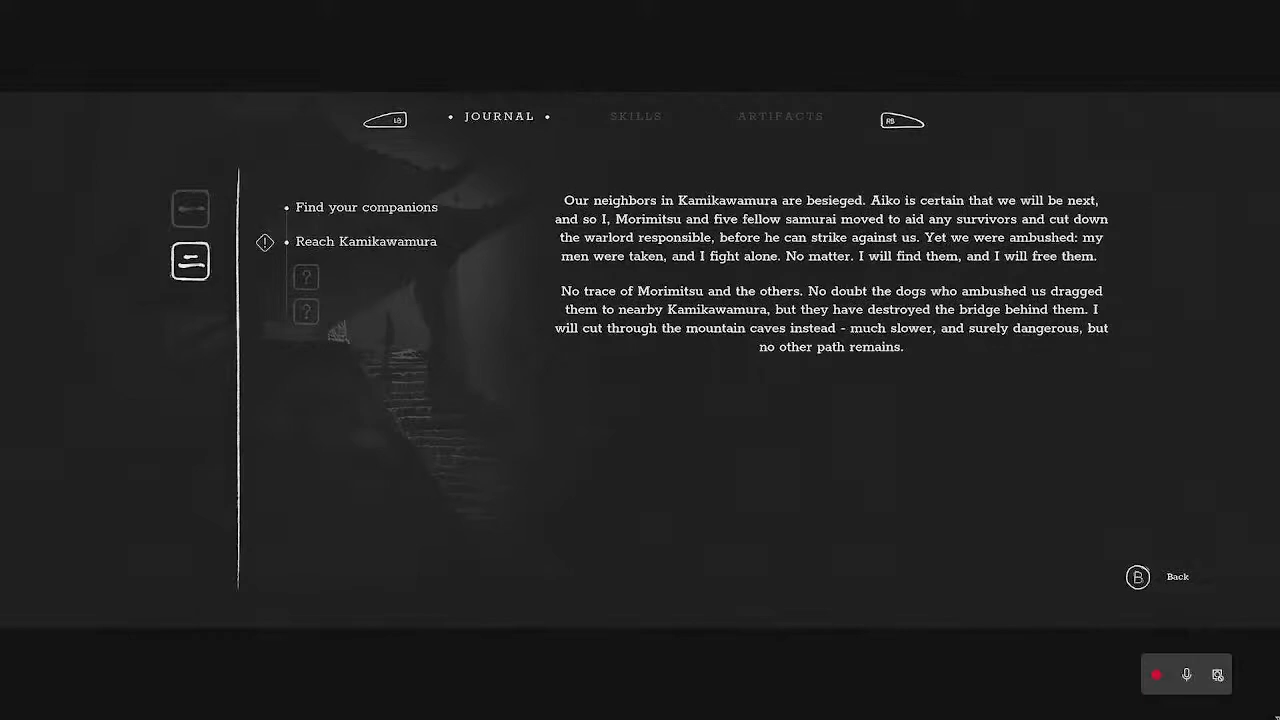 LB
• JOURNAL •
SKILLS
ARTIFACTS
RB
一
二
• Find your companions
! • Reach Kamikawamura
?
?
Our neighbors in Kamikawamura are besieged. Aiko is certain that we will be next,
and so I, Morimitsu and five fellow samurai moved to aid any survivors and cut down
the warlord responsible, before he can strike against us. Yet we were ambushed: my
men were taken, and I fight alone. No matter. I will find them, and I will free them.
No trace of Morimitsu and the others. No doubt the dogs who ambushed us dragged
them to nearby Kamikawamura, but they have destroyed the bridge behind them. I
will cut through the mountain caves instead - much slower, and surely dangerous, but
no other path remains.
B Back